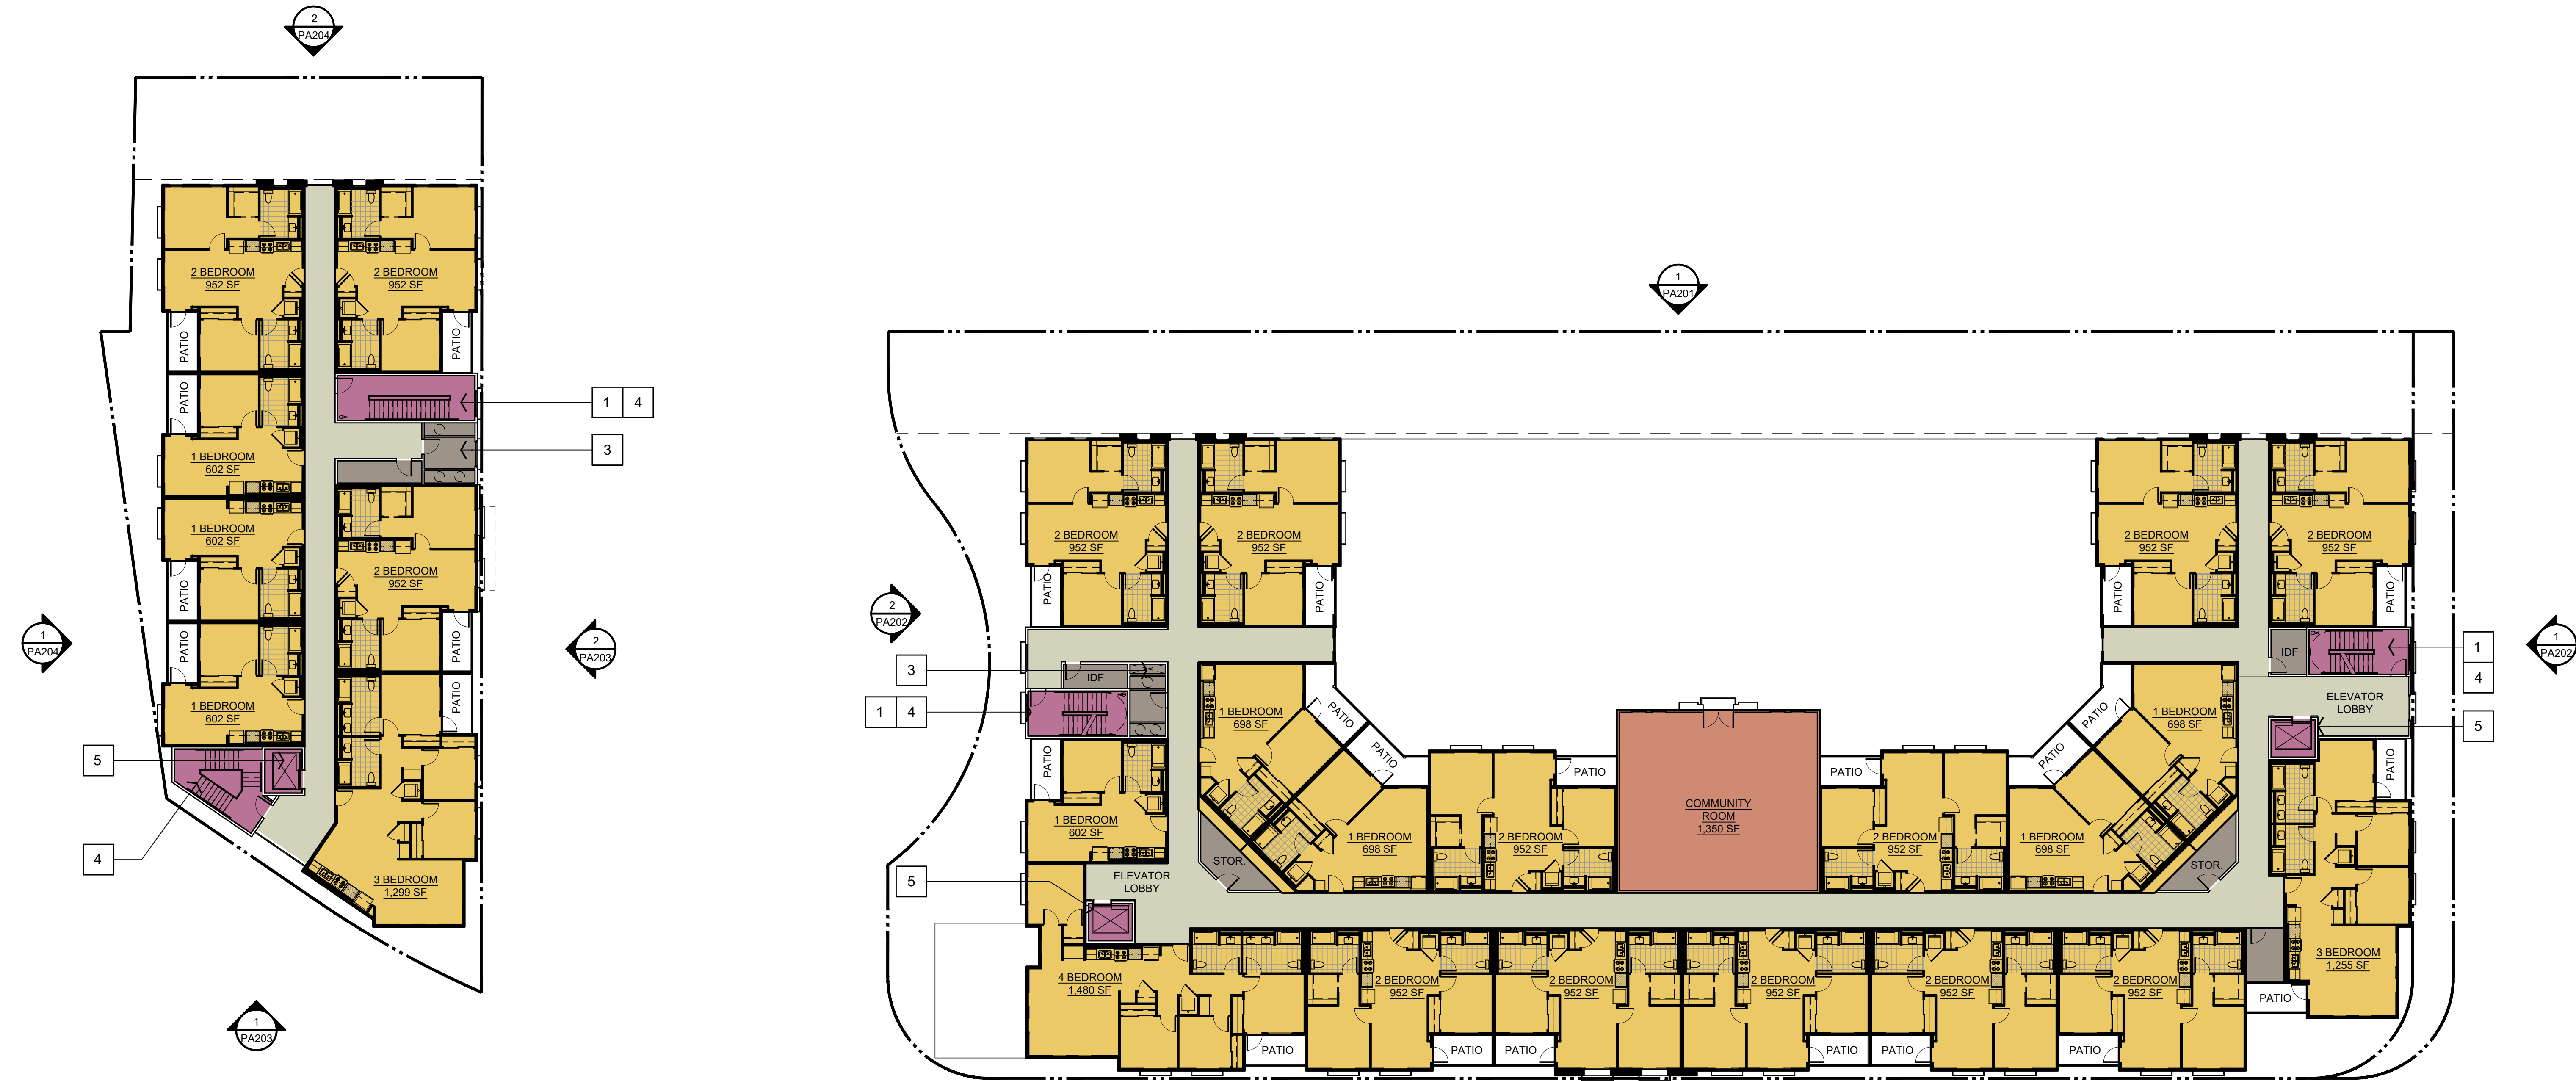 2
PA204
2 BEDROOM
952 SF
2 BEDROOM
952 SF
PATIO
PATIO
PATIO
1 4
3
1 BEDROOM
602 SF
1 BEDROOM
602 SF
2 BEDROOM
952 SF
PATIO
PATIO
PATIO
1
PA204
2
PA203
1 BEDROOM
602 SF
PATIO
5
4
3 BEDROOM
1,299 SF
1
PA203
1
PA201
2 BEDROOM
952 SF
2 BEDROOM
952 SF
2 BEDROOM
952 SF
2 BEDROOM
952 SF
PATIO
PATIO
PATIO
PATIO
2
PA202
3
IDF
1 4
IDF
1
4
1
PA202
ELEVATOR
LOBBY
5
1 BEDROOM
698 SF
PATIO
PATIO
PATIO
PATIO
1 BEDROOM
698 SF
PATIO
PATIO
PATIO
PATIO
COMMUNITY
ROOM
1,350 SF
1 BEDROOM
602 SF
1 BEDROOM
698 SF
2 BEDROOM
952 SF
2 BEDROOM
952 SF
1 BEDROOM
698 SF
STOR.
STOR.
5
ELEVATOR
LOBBY
4 BEDROOM
1,480 SF
2 BEDROOM
952 SF
2 BEDROOM
952 SF
2 BEDROOM
952 SF
2 BEDROOM
952 SF
2 BEDROOM
952 SF
3 BEDROOM
1,255 SF
PATIO
PATIO
PATIO
PATIO
PATIO
PATIO
PATIO